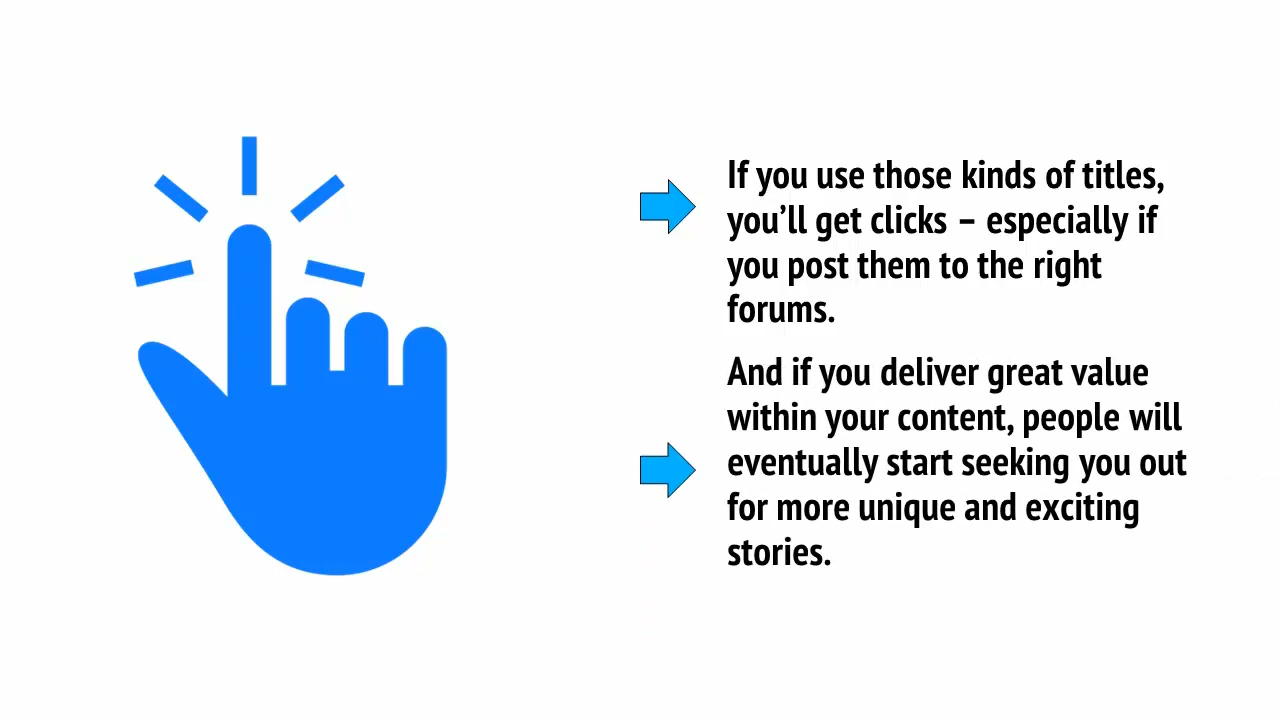 If you use those kinds of titles,
you’ll get clicks – especially if
you post them to the right
forums.
And if you deliver great value
within your content, people will
eventually start seeking you out
for more unique and exciting
stories.